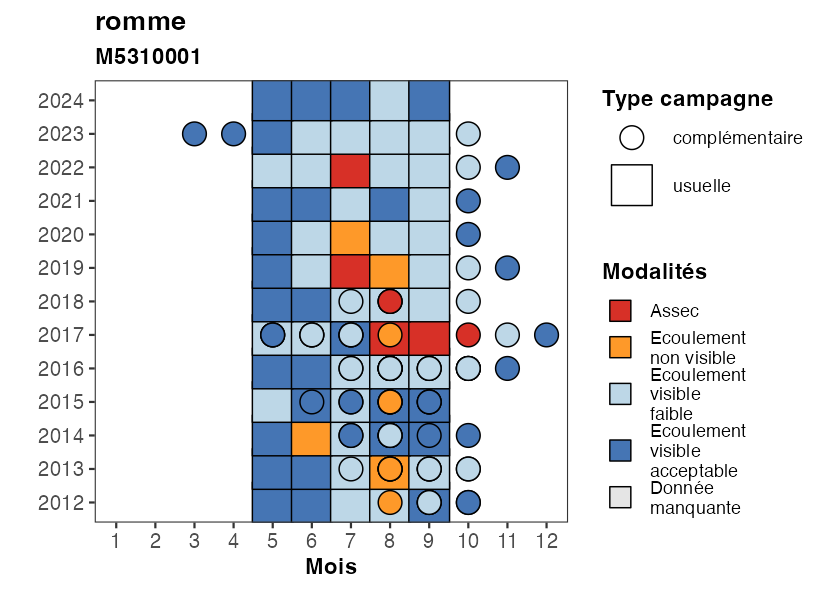 romme
M5310001
2024
2023
2022
2021
2020
2019
2018
2017
2016
2015
2014
2013
2012
1 2 3 4 5 6 7 8 9 10 11 12
Mois
Type campagne
complémentaire
usuelle
Modalités
Assec
Ecoulement
non visible
Ecoulement
visible
faible
Ecoulement
visible
acceptable
Donnée
manquante